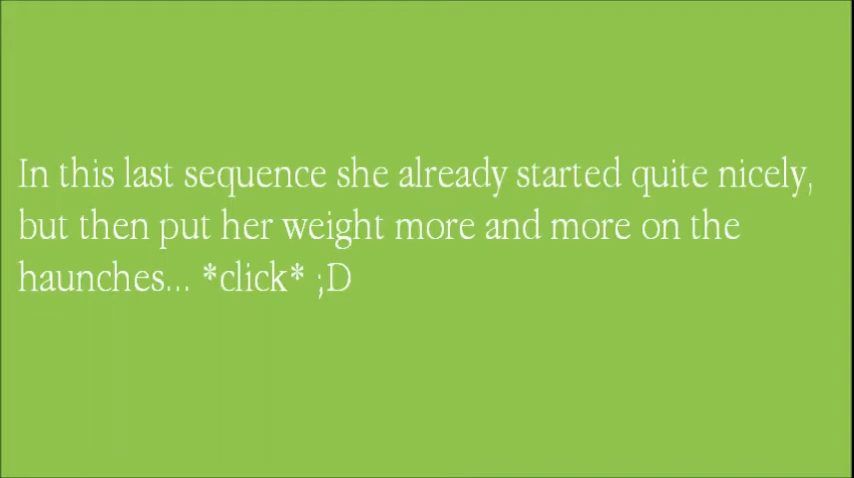 In this last sequence she already started quite nicely,
but then put her weight more and more on the
haunches... *click* ;D